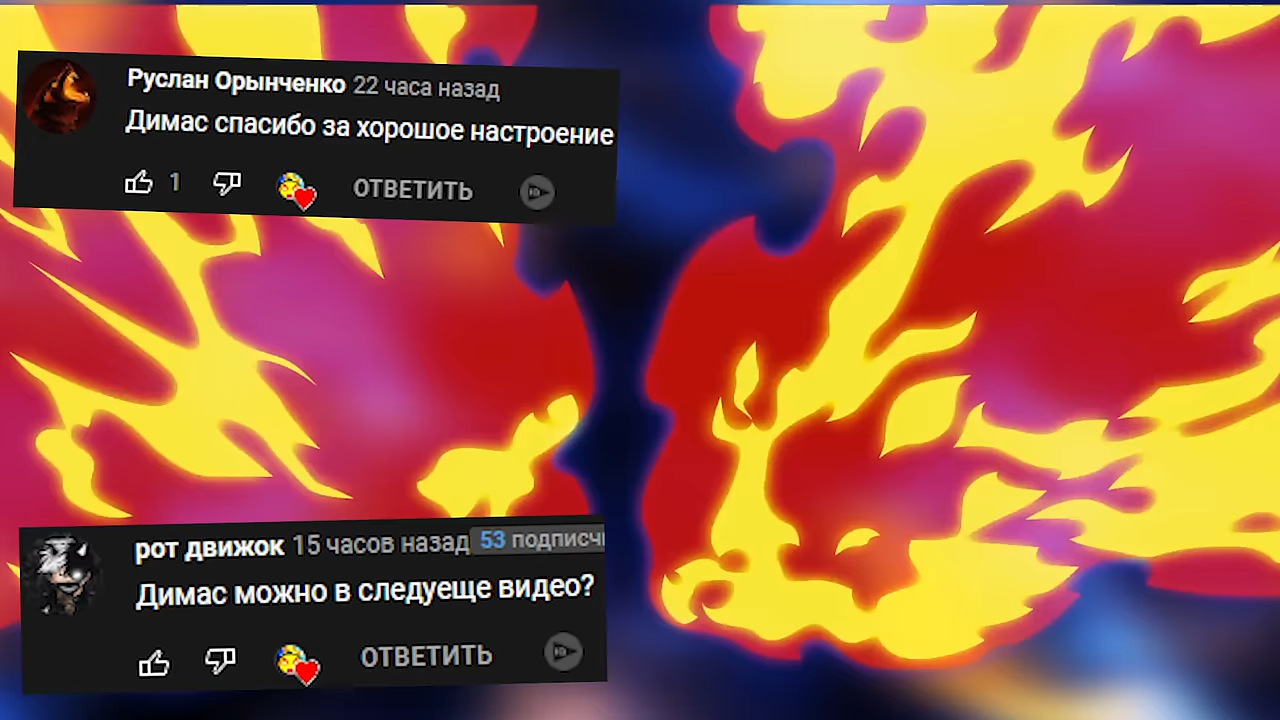 Руслан Орынченко 22 часа назад
Димас спасибо за хорошое настроение
1 ОТВЕТИТЬ
рот движок 15 часов назад 53
Димас можно в следуеще видео?
ОТВЕТИТЬ